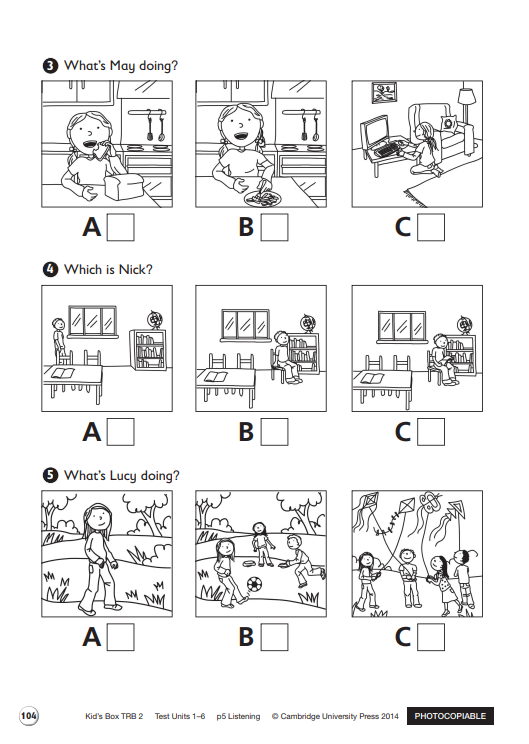 3 What's May doing?
A B C
4 Which is Nick?
A B C
5 What's Lucy doing?
A B C
104 Kid's Box TRB 2 Test Units 1–6 p5 Listening © Cambridge University Press 2014 PHOTOCOPIABLE